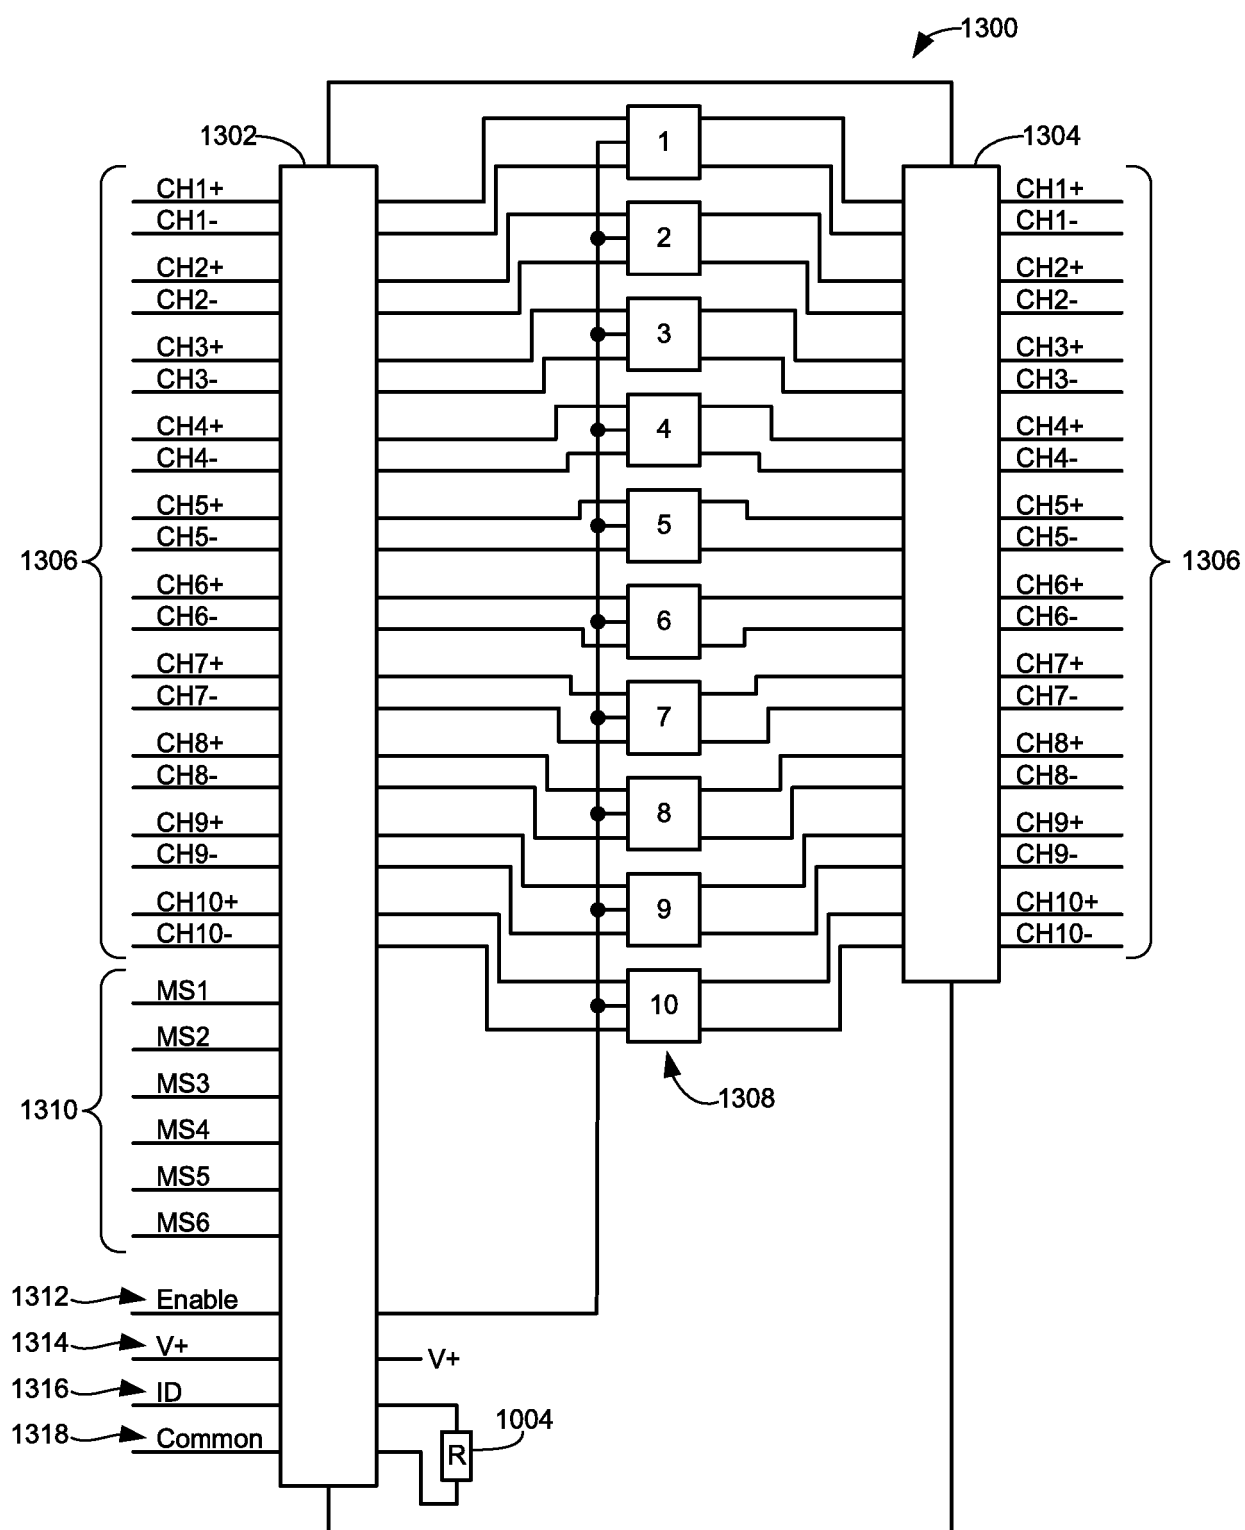 1300
1302
1304
CH1+
CH1-
CH2+
CH2-
CH3+
CH3-
CH4+
CH4-
CH5+
CH5-
CH6+
CH6-
CH7+
CH7-
CH8+
CH8-
CH9+
CH9-
CH10+
CH10-
1306
MS1
MS2
MS3
MS4
MS5
MS6
1310
1312
Enable
1314
V+
1316
ID
1318
Common
1
2
3
4
5
6
7
8
9
10
1308
V+
R
1004
CH1+
CH1-
CH2+
CH2-
CH3+
CH3-
CH4+
CH4-
CH5+
CH5-
CH6+
CH6-
CH7+
CH7-
CH8+
CH8-
CH9+
CH9-
CH10+
CH10-
1306